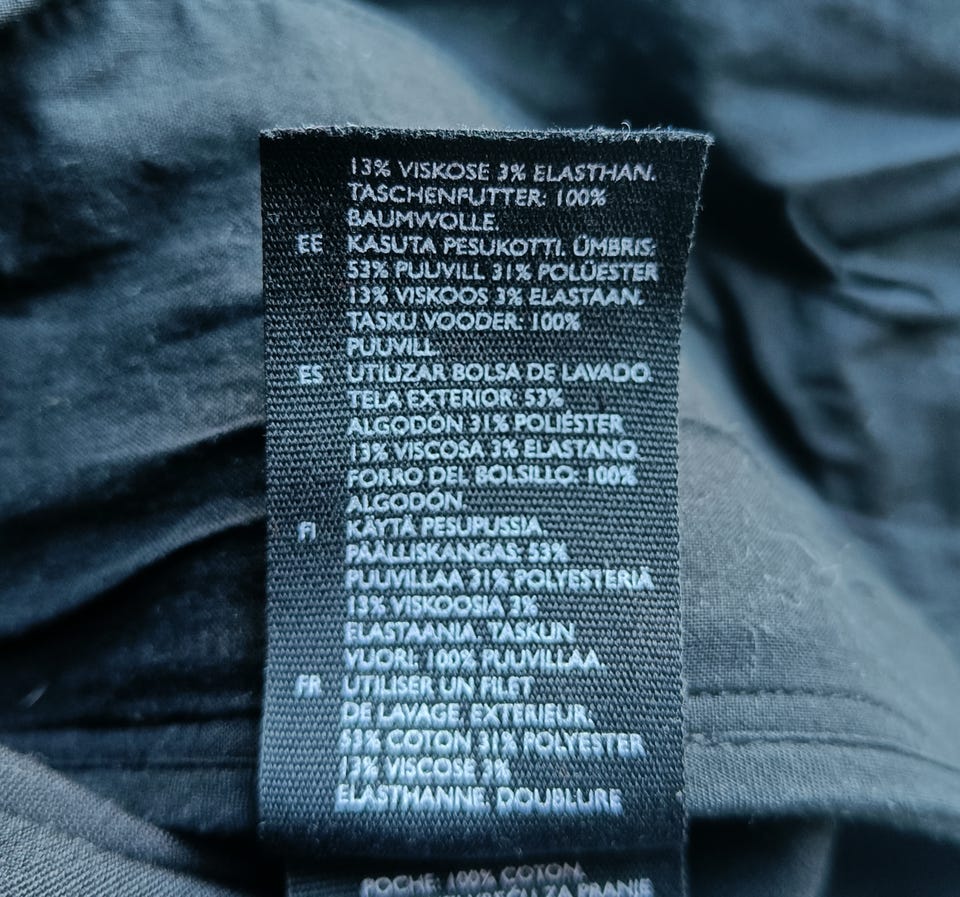 13% VISKOSE 3% ELASTHAN.
TASCHENFUTTER: 100%
BAUMWOLLE.
EE KASUTA PESUKOTTI. ÜMBRIS:
53% PUUVILL 31% POLÜESTER
13% VISKOOS 3% ELASTAAN.
TASKU VOODER: 100%
PUUVILL.
ES UTILIZAR BOLSA DE LAVADO.
TELA EXTERIOR: 53%
ALGODÓN 31% POLIÉSTER
13% VISCOSA 3% ELASTANO.
FORRO DEL BOLSILLO: 100%
ALGODÓN.
FI KÄYTÄ PESUPUSSIA.
PÄÄLLISKANGAS: 53%
PUUVILLAA 31% POLYESTERIÄ
13% VISKOOSIA 3%
ELASTAANIA. TASKUN
VUORI: 100% PUUVILLAA.
FR UTILISER UN FILET
DE LAVAGE. EXTERIEUR:
53% COTON 31% POLYESTER
13% VISCOSE 3%
ELASTHANNE. DOUBLURE
POCHE: 100% COTON.
ZA PRANJE